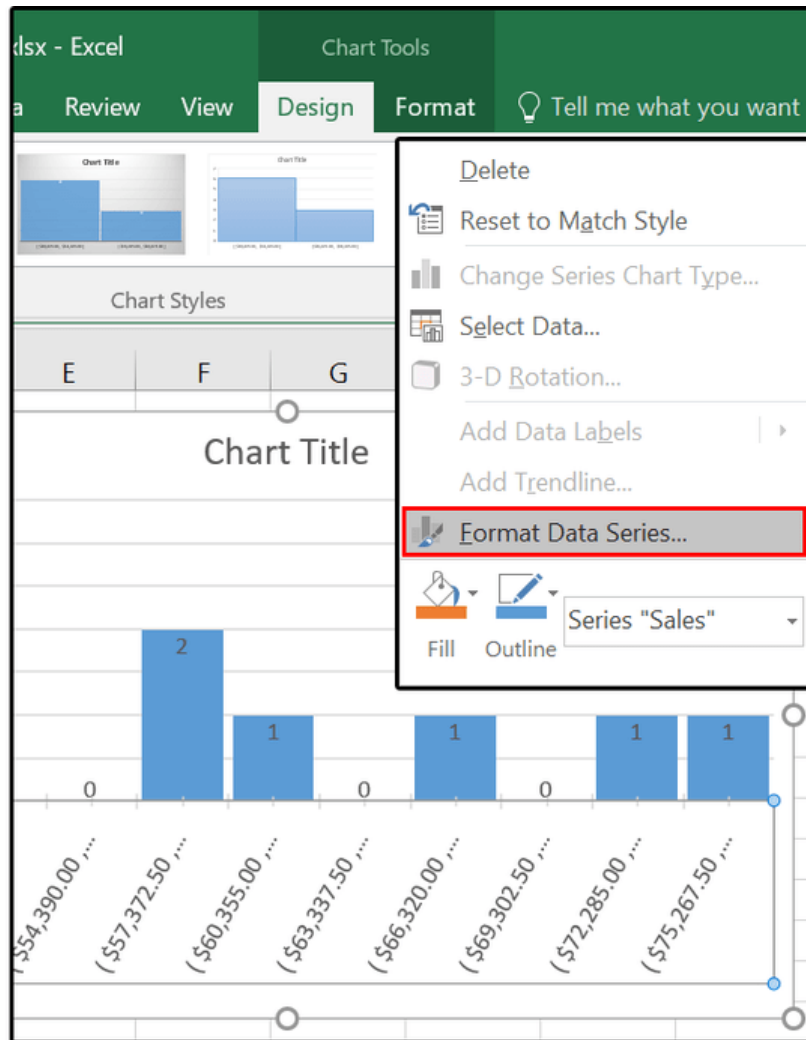 xlsx - Excel
Chart Tools
a Review View Design Format Tell me what you want
Chart Title
Chart Title
Chart Styles
Delete
Reset to Match Style
Change Series Chart Type...
Select Data...
3-D Rotation...
Add Data Labels
Add Trendline...
Format Data Series...
Fill
Outline
Series "Sales"
E F G
Chart Title
0
2
1
0
1
0
1
1
$54,390.00 ,...
( $57,372.50 ,...
( $60,355.00 ,...
( $63,337.50 ,...
( $66,320.00 ,...
( $69,302.50 ,...
( $72,285.00 ,...
( $75,267.50 ,...